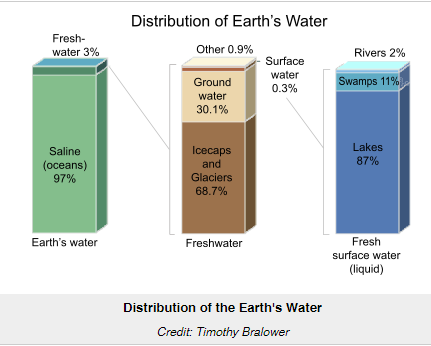 Distribution of Earth's Water
Fresh-
water 3%
Saline
(oceans)
97%
Earth's water
Other 0.9%
Ground
water
30.1%
Icecaps
and
Glaciers
68.7%
Freshwater
Surface
water
0.3%
Rivers 2%
Swamps 11%
Lakes
87%
Fresh
surface water
(liquid)
Distribution of the Earth's Water
Credit: Timothy Bralower